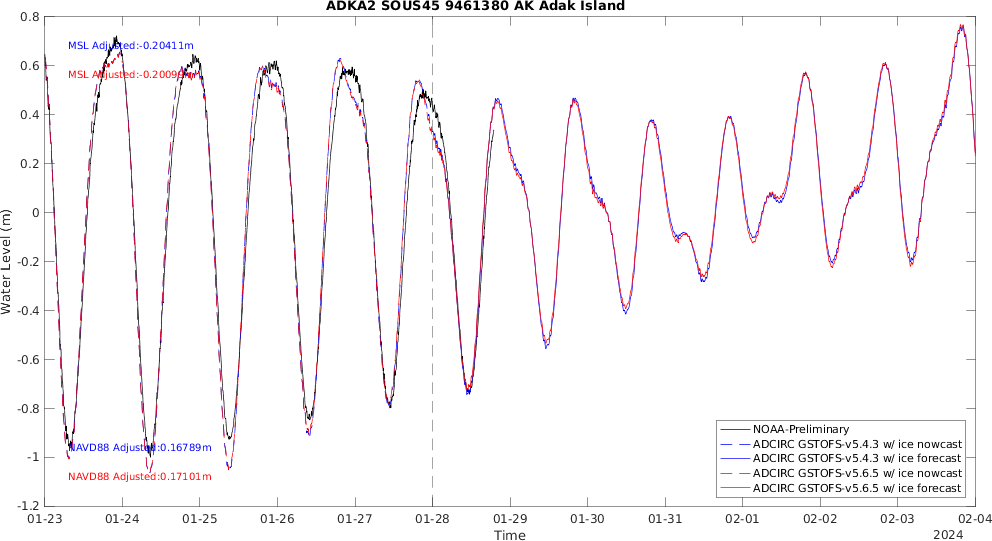 ADKA2 SOUS45 9461380 AK Adak Island
0.8
0.6
0.4
0.2
0
-0.2
-0.4
-0.6
-0.8
-1
-1.2
Water Level (m)
MSL Adjusted:-0.20411m
MSL Adjusted:-0.20099m
NAVD88 Adjusted:0.16789m
NAVD88 Adjusted:0.17101m
NOAA-Preliminary
ADCIRC GSTOFS-v5.4.3 w/ ice nowcast
ADCIRC GSTOFS-v5.4.3 w/ ice forecast
ADCIRC GSTOFS-v5.6.5 w/ ice nowcast
ADCIRC GSTOFS-v5.6.5 w/ ice forecast
01-23 01-24 01-25 01-26 01-27 01-28 01-29 01-30 01-31 02-01 02-02 02-03 02-04
Time
2024